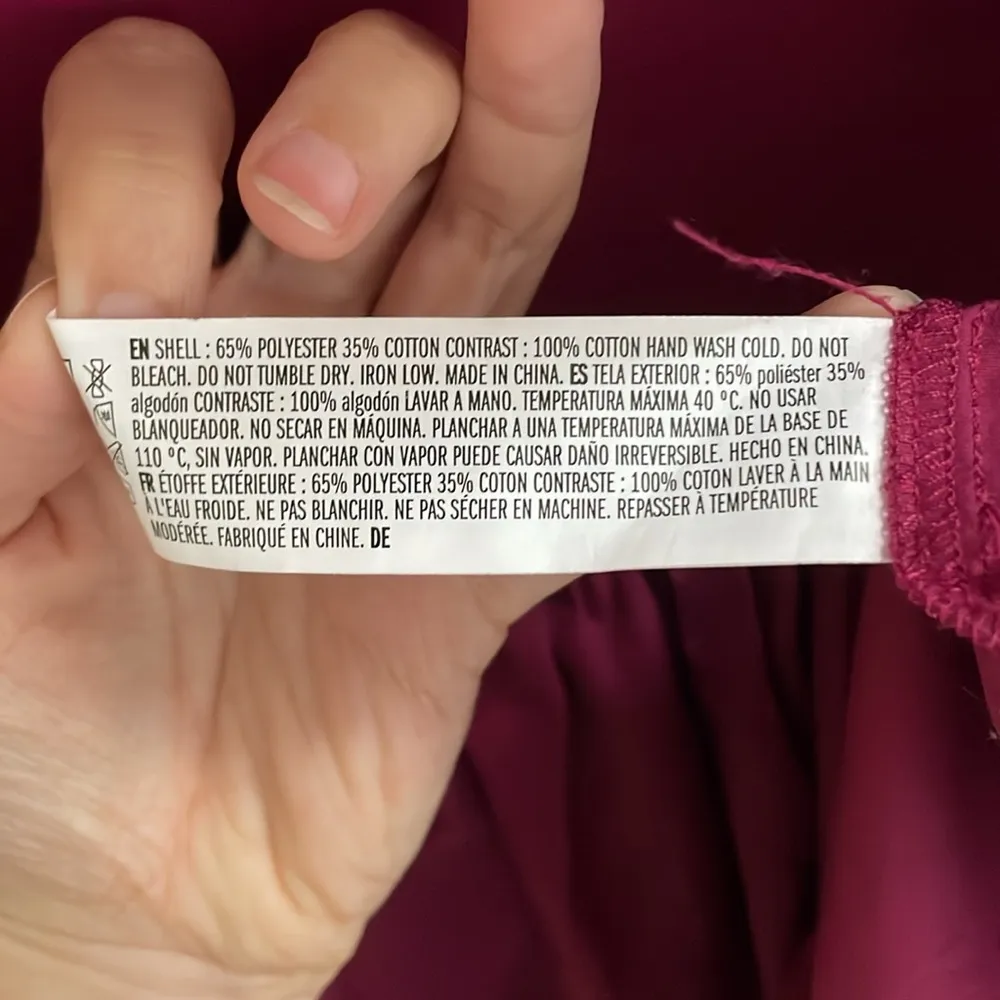 EN SHELL : 65% POLYESTER 35% COTTON CONTRAST : 100% COTTON HAND WASH COLD. DO NOT
BLEACH. DO NOT TUMBLE DRY. IRON LOW. MADE IN CHINA. ES TELA EXTERIOR : 65% poliéster 35%
algodón CONTRASTE : 100% algodón LAVAR A MANO. TEMPERATURA MÁXIMA 40 ºC. NO USAR
BLANQUEADOR. NO SECAR EN MÁQUINA. PLANCHAR A UNA TEMPERATURA MÁXIMA DE LA BASE DE
110 ºC, SIN VAPOR. PLANCHAR CON VAPOR PUEDE CAUSAR DAÑO IRREVERSIBLE. HECHO EN CHINA.
FR ÉTOFFE EXTÉRIEURE : 65% POLYESTER 35% COTON CONTRASTE : 100% COTON LAVER À LA MAIN
À L'EAU FROIDE. NE PAS BLANCHIR. NE PAS SÉCHER EN MACHINE. REPASSER À TEMPÉRATURE
MODÉRÉE. FABRIQUÉ EN CHINE. DE